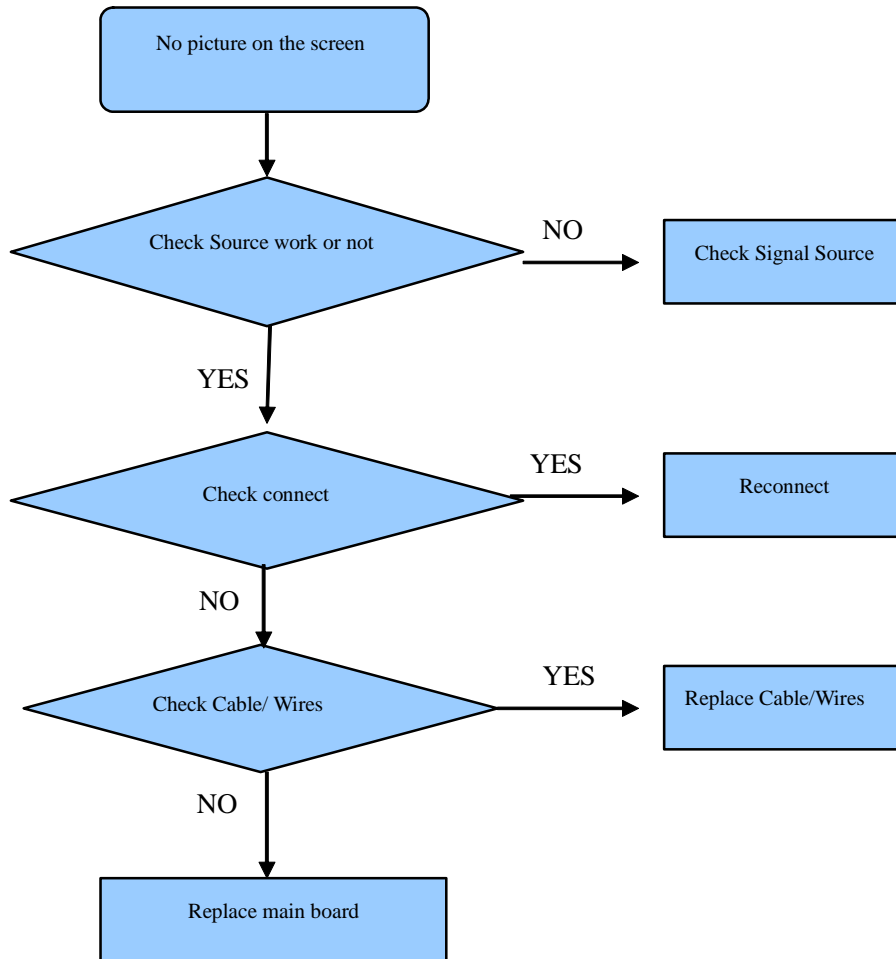 No picture on the screen
Check Source work or not
NO
Check Signal Source
YES
Check connect
YES
Reconnect
NO
Check Cable/ Wires
YES
Replace Cable/Wires
NO
Replace main board